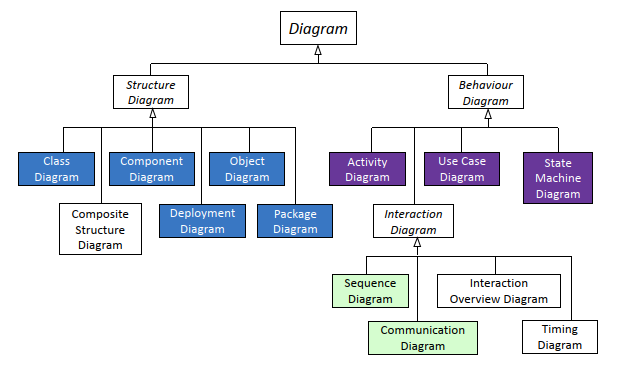 Diagram
Structure
Diagram
Behaviour
Diagram
Class
Diagram
Component
Diagram
Object
Diagram
Activity
Diagram
Use Case
Diagram
State
Machine
Diagram
Composite
Structure
Diagram
Deployment
Diagram
Package
Diagram
Interaction
Diagram
Sequence
Diagram
Interaction
Overview Diagram
Communication
Diagram
Timing
Diagram